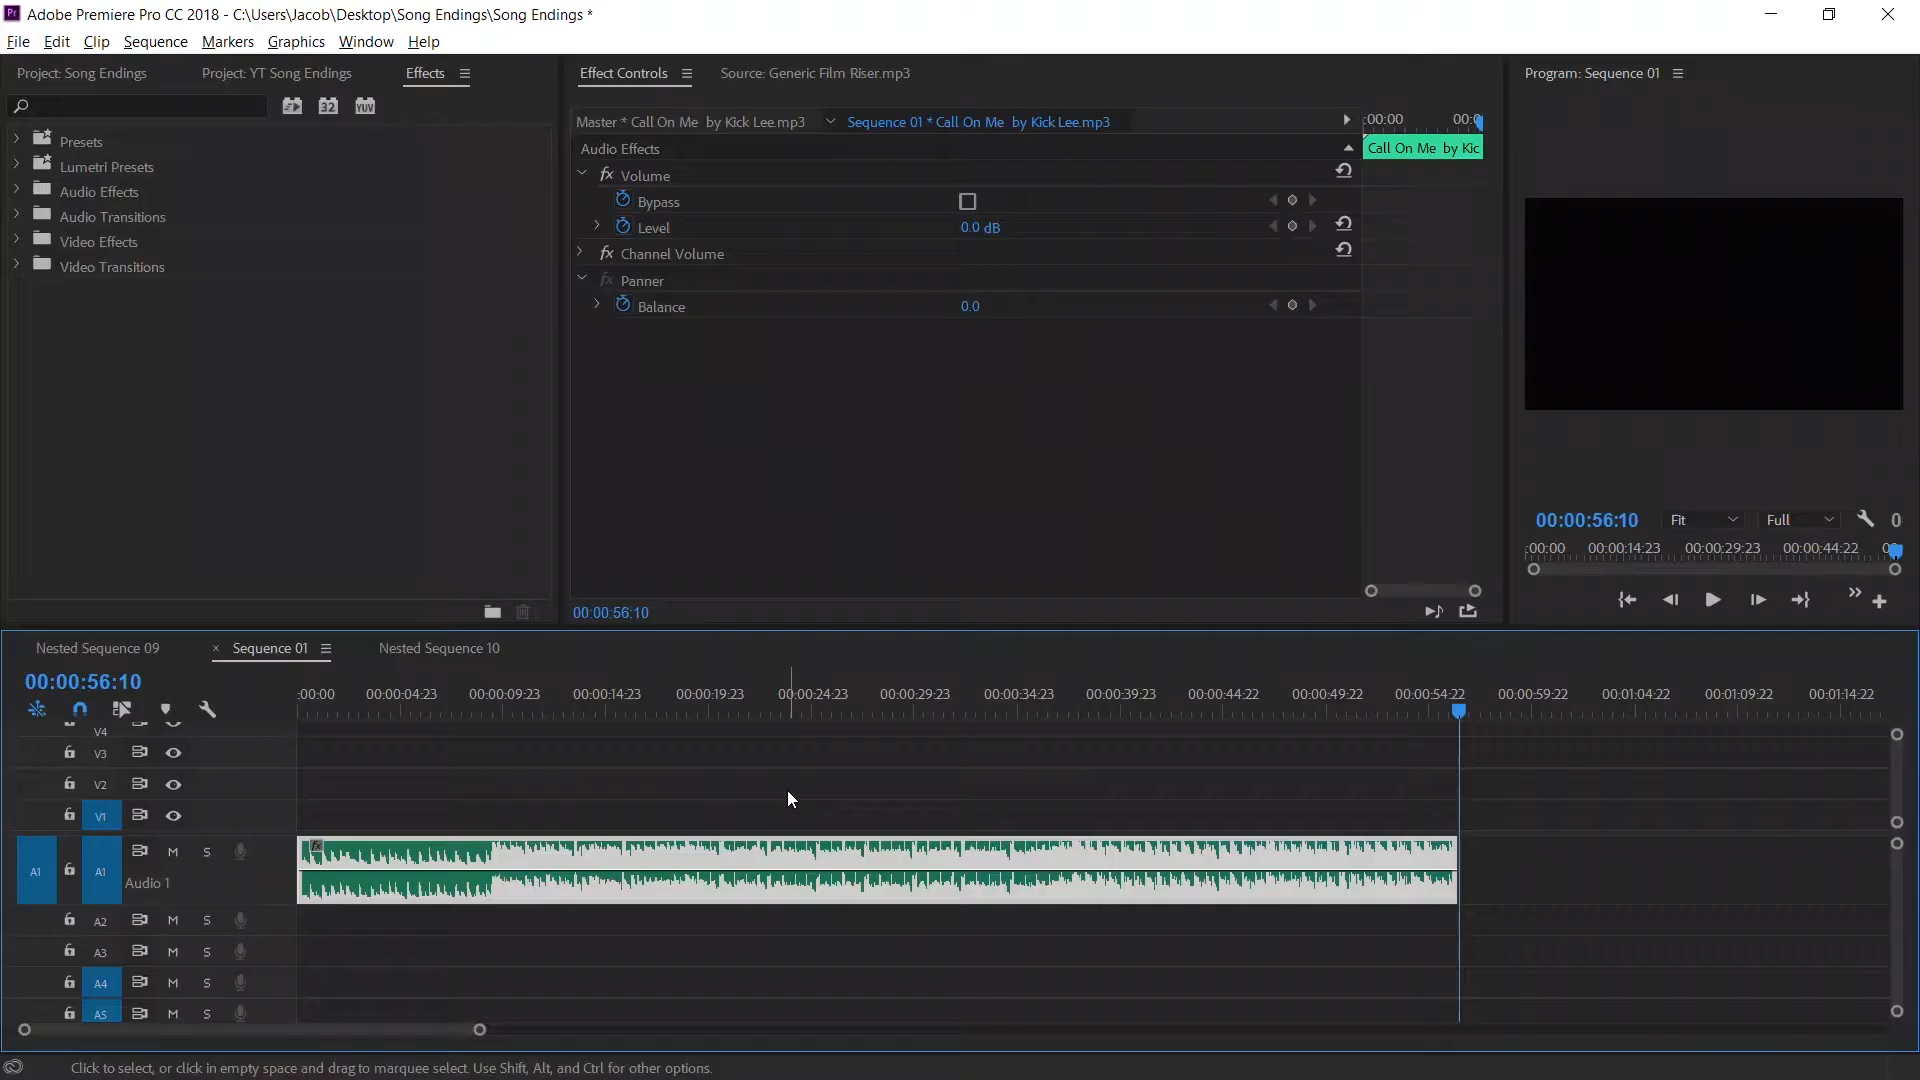 Adobe Premiere Pro CC 2018 - C:\Users\Jacob\Desktop\Song Endings\Song Endings *
File Edit Clip Sequence Markers Graphics Window Help
Project: Song Endings Project: YT Song Endings Effects
Effect Controls Source: Generic Film Riser.mp3
Program: Sequence 01
32 YUV
Presets
Lumetri Presets
Audio Effects
Audio Transitions
Video Effects
Video Transitions
Master * Call On Me by Kick Lee.mp3 Sequence 01 * Call On Me by Kick Lee.mp3
:00:00 00:0
Audio Effects
Call On Me by Kic
fx Volume
Bypass
Level 0.0 dB
fx Channel Volume
fx Panner
Balance 0.0
00:00:56:10
00:00:56:10 Fit Full 0
:00:00 00:00:14:23 00:00:29:23 00:00:44:22
Nested Sequence 09 × Sequence 01 Nested Sequence 10
00:00:56:10
:00:00 00:00:04:23 00:00:09:23 00:00:14:23 00:00:19:23 00:00:24:23 00:00:29:23 00:00:34:23 00:00:39:23 00:00:44:22 00:00:49:22 00:00:54:22 00:00:59:22 00:01:04:22 00:01:09:22 00:01:14:22
V4
V3
V2
V1
A1 A1 M S
Audio 1
fx
A2 M S
A3 M S
A4 M S
A5 M S
Click to select, or click in empty space and drag to marquee select. Use Shift, Alt, and Ctrl for other options.